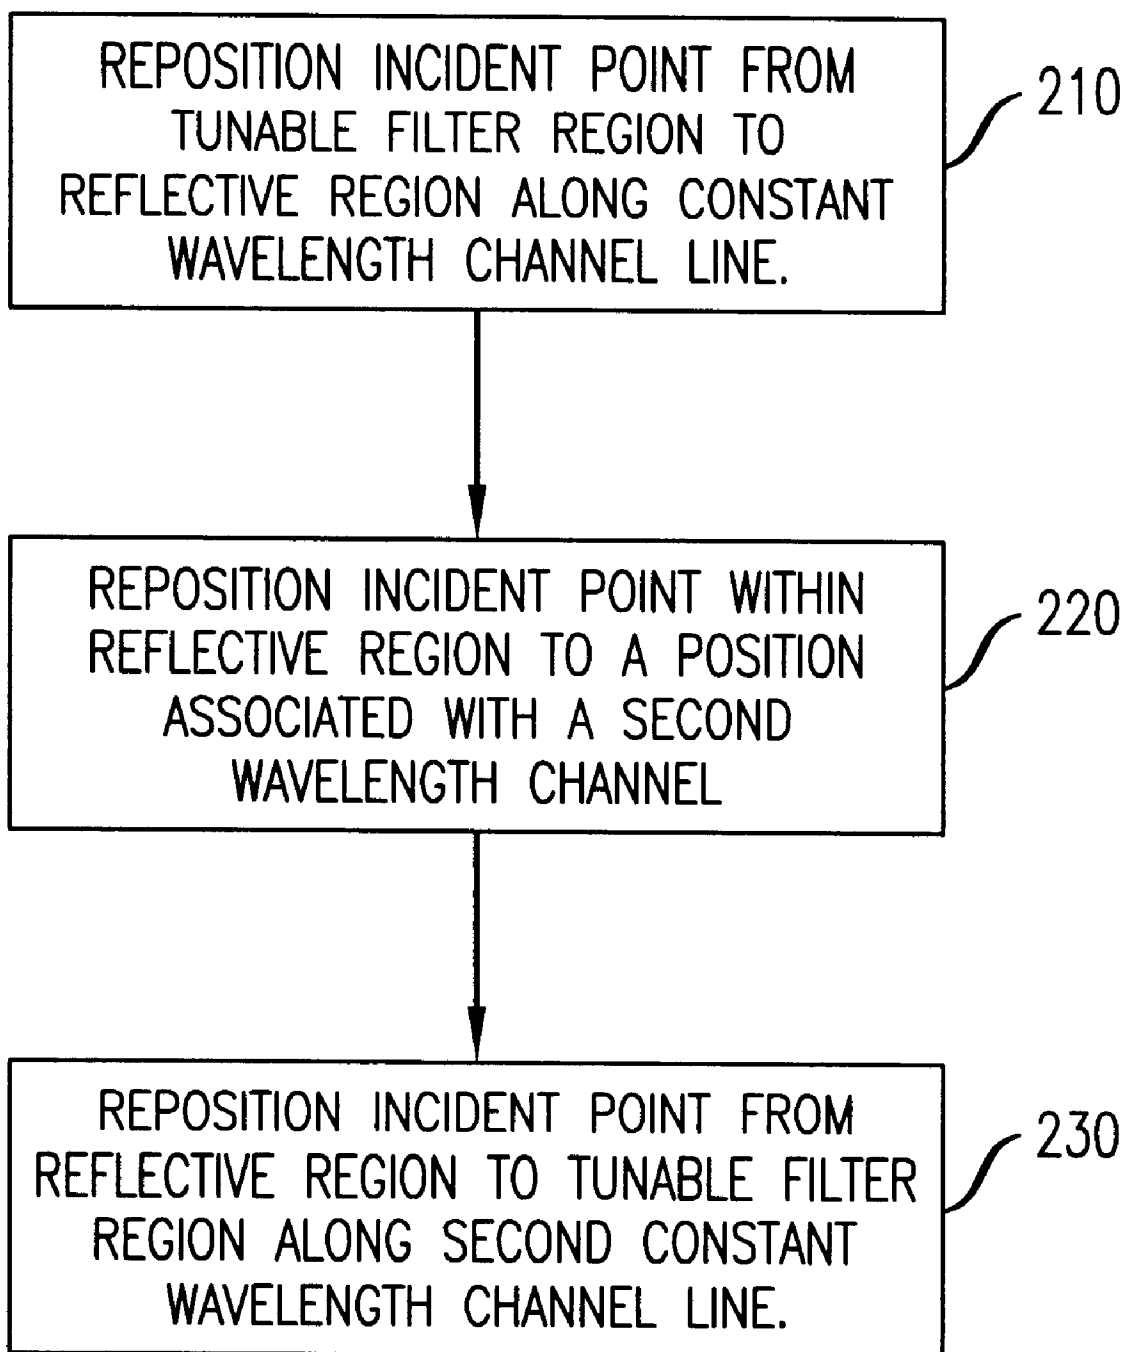 REPOSITION INCIDENT POINT FROM
TUNABLE FILTER REGION TO
REFLECTIVE REGION ALONG CONSTANT
WAVELENGTH CHANNEL LINE.
210
REPOSITION INCIDENT POINT WITHIN
REFLECTIVE REGION TO A POSITION
ASSOCIATED WITH A SECOND
WAVELENGTH CHANNEL
220
REPOSITION INCIDENT POINT FROM
REFLECTIVE REGION TO TUNABLE FILTER
REGION ALONG SECOND CONSTANT
WAVELENGTH CHANNEL LINE.
230